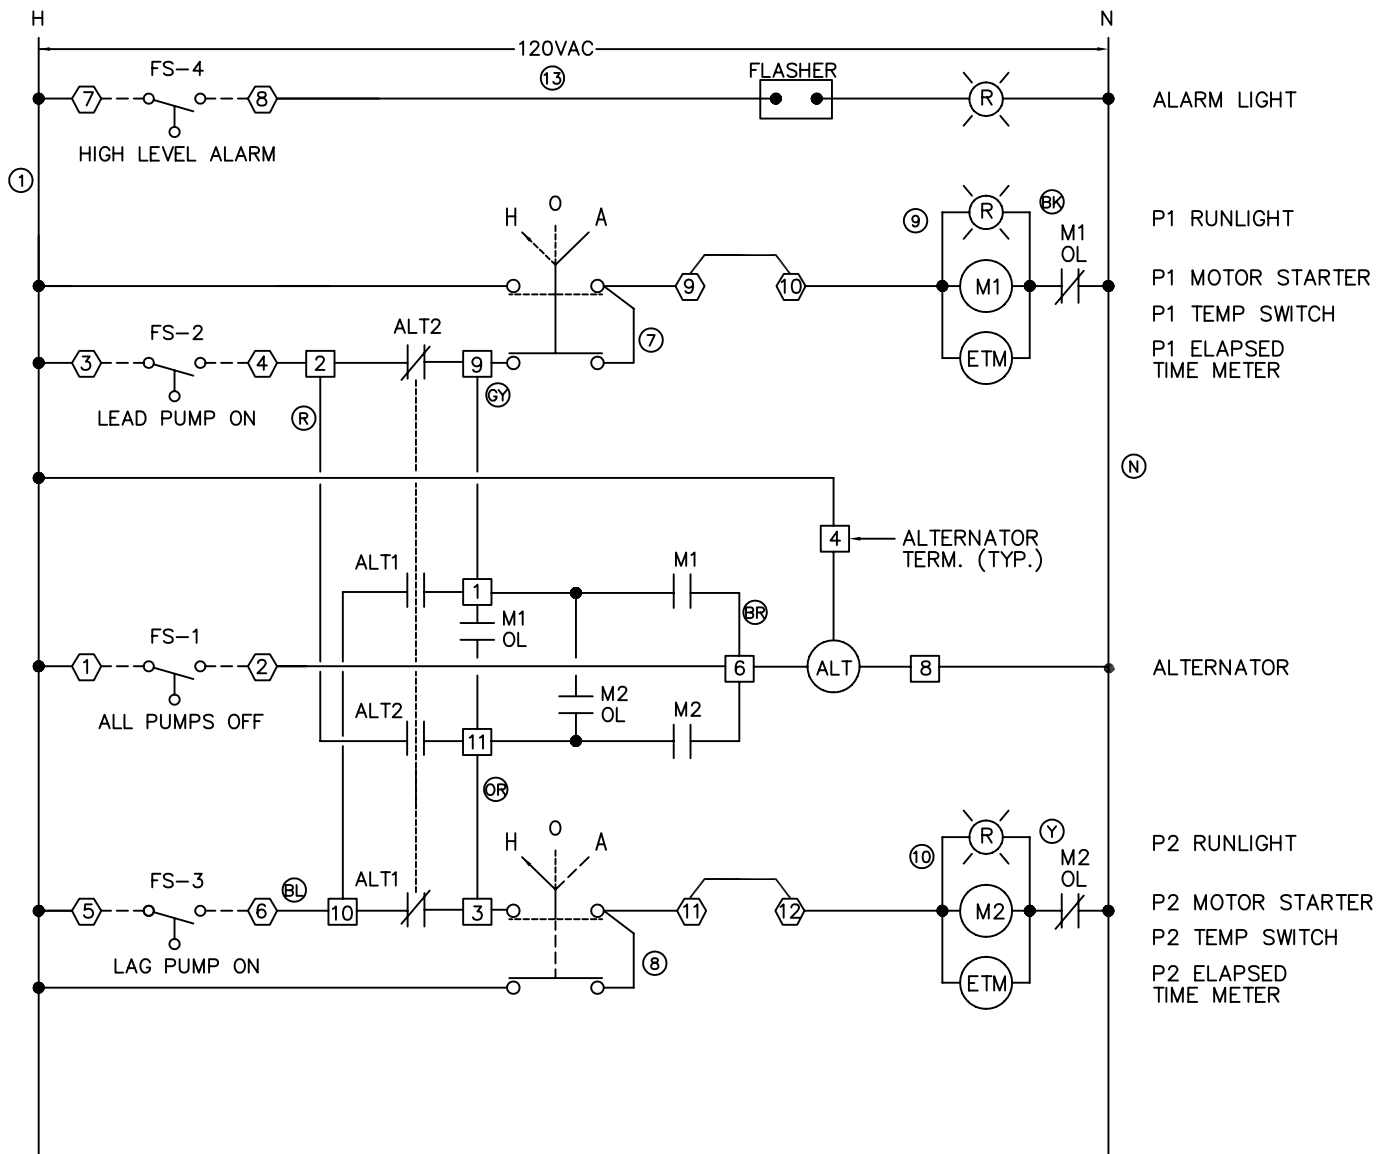 H
N
120VAC
13
FS-4
FLASHER
7
8
R
ALARM LIGHT
HIGH LEVEL ALARM
1
H
O
A
9
R
BK
P1 RUNLIGHT
M1
OL
9
10
M1
P1 MOTOR STARTER
P1 TEMP SWITCH
FS-2
ALT2
7
3
4
2
9
ETM
P1 ELAPSED
TIME METER
GY
LEAD PUMP ON
R
N
4
ALTERNATOR
TERM. (TYP.)
ALT1
M1
1
M1
OL
BR
FS-1
1
2
6
ALT
8
ALTERNATOR
M2
OL
ALL PUMPS OFF
ALT2
M2
11
OR
H
O
A
R
Y
P2 RUNLIGHT
10
M2
OL
FS-3
BL
ALT1
5
6
10
3
11
12
M2
P2 MOTOR STARTER
P2 TEMP SWITCH
LAG PUMP ON
8
ETM
P2 ELAPSED
TIME METER